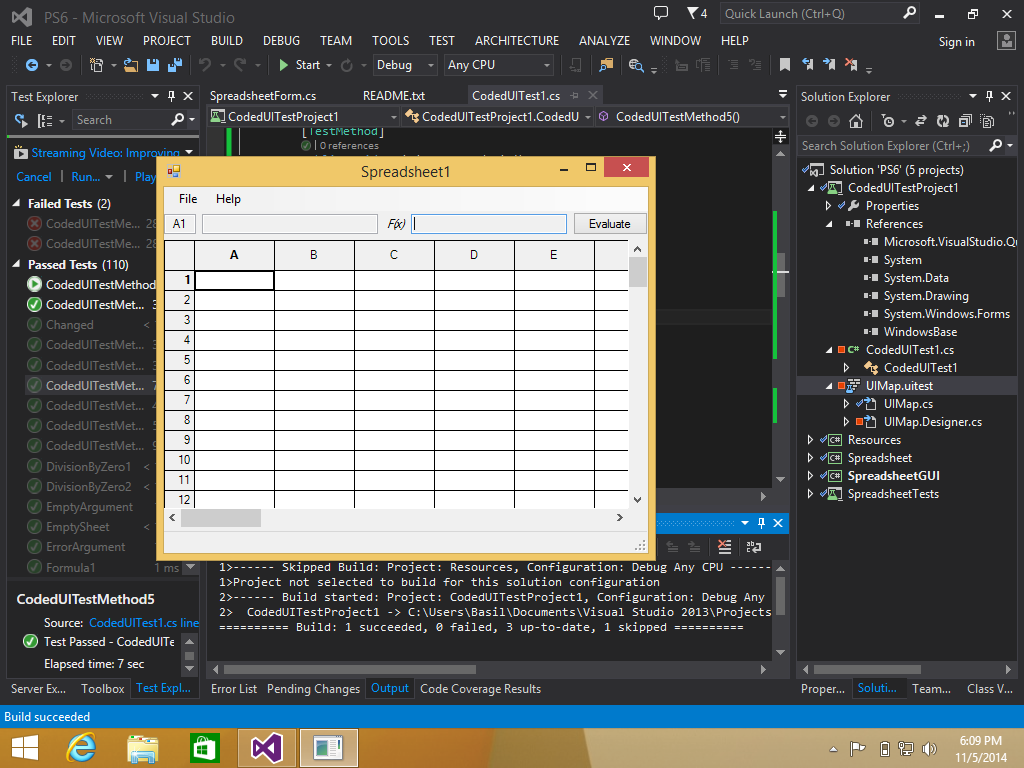 PS6 - Microsoft Visual Studio
4
Quick Launch (Ctrl+Q)
FILE EDIT VIEW PROJECT BUILD DEBUG TEAM TOOLS TEST ARCHITECTURE ANALYZE WINDOW HELP
Sign in
Start Debug Any CPU
Test Explorer
Search
Streaming Video: Improving
Cancel Run... Play
Failed Tests (2)
CodedUITestMe... 28
CodedUITestMe... 28
Passed Tests (110)
CodedUITestMethod
CodedUITestMet... 3
Changed <
CodedUITestMet...
CodedUITestMet... 3
CodedUITestMet... 7
CodedUITestMet... 4
CodedUITestMet...
CodedUITestMet...
DivisionByZero1 <
DivisionByZero2 <
EmptyArgument
EmptySheet <
ErrorArgument
Formula1 1 ms
CodedUITestMethod5
Source: CodedUITest1.cs line
Test Passed - CodedUITe
Elapsed time: 7 sec
Server Ex... Toolbox Test Expl...
SpreadsheetForm.cs README.txt CodedUITest1.cs
CodedUITestProject1 CodedUITestProject1.CodedU CodedUITestMethod5()
[TestMethod]
| 0 references
Spreadsheet1
File Help
A1 F(x) Evaluate
A B C D E
1
2
3
4
5
6
7
8
9
10
11
12
1>------ Skipped Build: Project: Resources, Configuration: Debug Any CPU ------
1>Project not selected to build for this solution configuration
2>------ Build started: Project: CodedUITestProject1, Configuration: Debug Any
2>  CodedUITestProject1 -> C:\Users\Basil\Documents\Visual Studio 2013\Projects
========== Build: 1 succeeded, 0 failed, 3 up-to-date, 1 skipped ==========
Error List Pending Changes Output Code Coverage Results
Solution Explorer
Search Solution Explorer (Ctrl+;)
Solution 'PS6' (5 projects)
CodedUITestProject1
Properties
References
Microsoft.VisualStudio.Qu
System
System.Data
System.Drawing
System.Windows.Forms
WindowsBase
CodedUITest1.cs
CodedUITest1
UIMap.uitest
UIMap.cs
UIMap.Designer.cs
Resources
Spreadsheet
SpreadsheetGUI
SpreadsheetTests
Proper... Soluti... Team... Class V...
Build succeeded
6:09 PM
11/5/2014